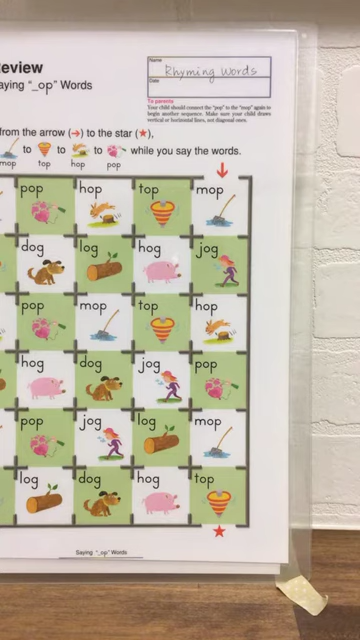 eview
Name
Rhyming Words
Date
aying "_op" Words
To parents
Your child should connect the "pop" to the "mop" again to
begin another sequence. Make sure your child draws
vertical or horizontal lines, not diagonal ones.
from the arrow (→) to the star (★),
to to to while you say the words.
mop top hop pop
pop hop top mop
dog log hog jog
pop mop top hop
hog dog jog pop
pop jog log mop
log dog hog top
Saying "_op" Words